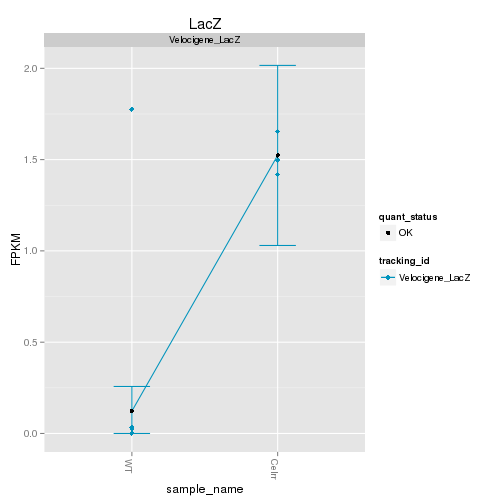 LacZ
Velocigene_LacZ
2.0
1.5
1.0
0.5
0.0
FPKM
WT
Celrr
sample_name
quant_status
OK
tracking_id
Velocigene_LacZ